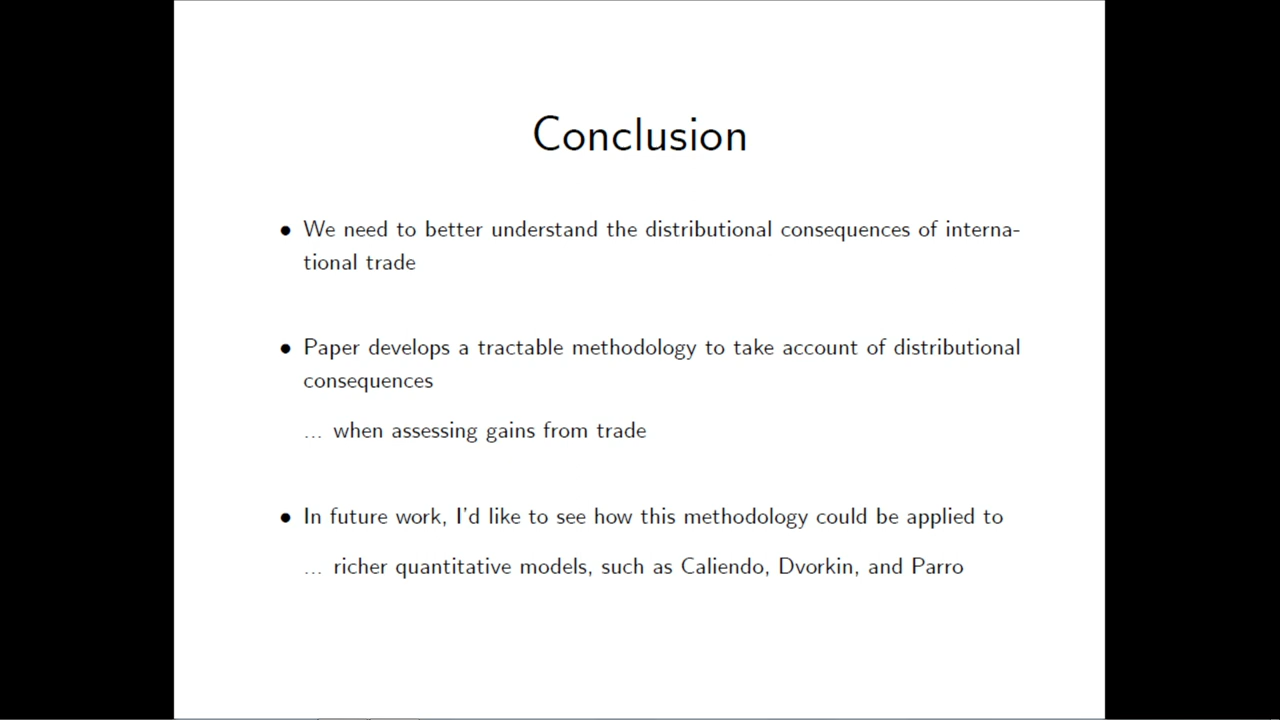 Conclusion
• We need to better understand the distributional consequences of interna-
tional trade
• Paper develops a tractable methodology to take account of distributional
consequences
... when assessing gains from trade
• In future work, I'd like to see how this methodology could be applied to
... richer quantitative models, such as Caliendo, Dvorkin, and Parro